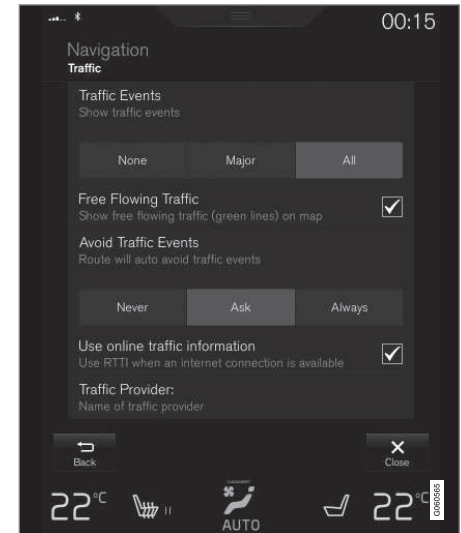 00:15
Navigation
Traffic
Traffic Events
Show traffic events
None Major All
Free Flowing Traffic
Show free flowing traffic (green lines) on map
Avoid Traffic Events
Route will auto avoid traffic events
Never Ask Always
Use online traffic information
Use RTTI when an internet connection is available
Traffic Provider:
Name of traffic provider
Back Close
22°C 22°C
AUTO
G060565